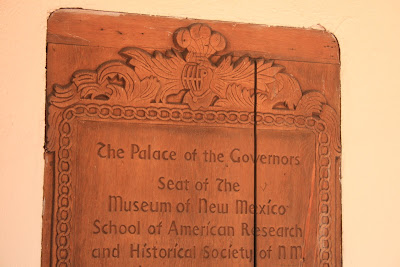 The Palace of the Governors
Seat of The
Museum of New Mexico
School of American Research
and Historical Society of N.M.